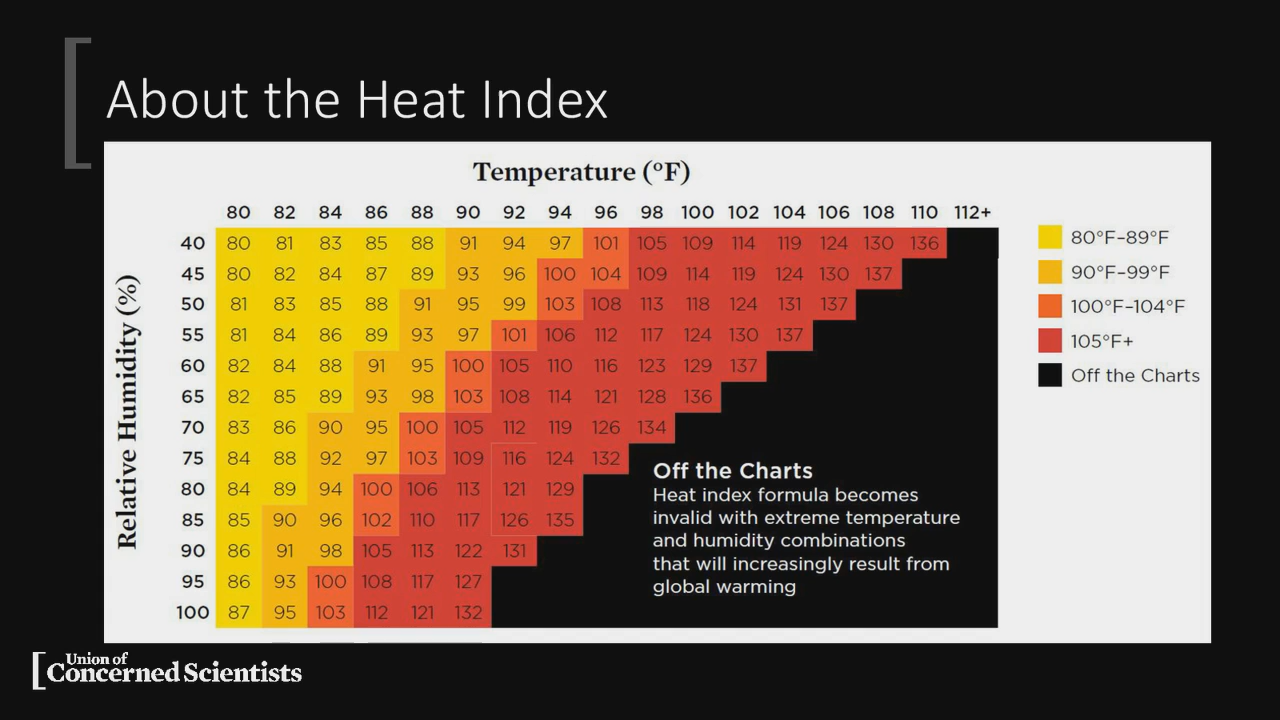 About the Heat Index
Temperature (°F)
80 82 84 86 88 90 92 94 96 98 100 102 104 106 108 110 112+
Relative Humidity (%)
40 80 81 83 85 88 91 94 97 101 105 109 114 119 124 130 136
45 80 82 84 87 89 93 96 100 104 109 114 119 124 130 137
50 81 83 85 88 91 95 99 103 108 113 118 124 131 137
55 81 84 86 89 93 97 101 106 112 117 124 130 137
60 82 84 88 91 95 100 105 110 116 123 129 137
65 82 85 89 93 98 103 108 114 121 128 136
70 83 86 90 95 100 105 112 119 126 134
75 84 88 92 97 103 109 116 124 132
80 84 89 94 100 106 113 121 129
85 85 90 96 102 110 117 126 135
90 86 91 98 105 113 122 131
95 86 93 100 108 117 127
100 87 95 103 112 121 132
80°F–89°F
90°F–99°F
100°F–104°F
105°F+
Off the Charts
Off the Charts
Heat index formula becomes
invalid with extreme temperature
and humidity combinations
that will increasingly result from
global warming
Union of
Concerned Scientists